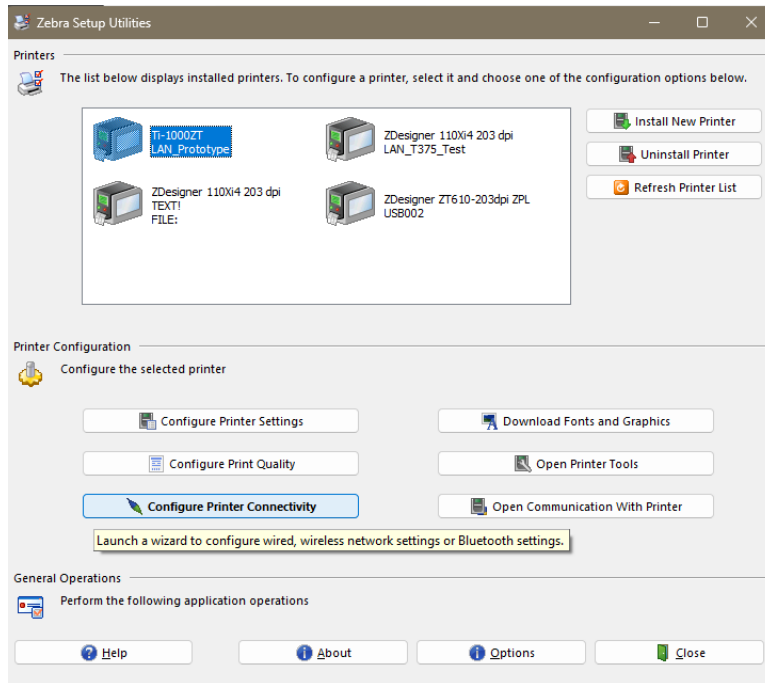 Zebra Setup Utilities
Printers
The list below displays installed printers. To configure a printer, select it and choose one of the configuration options below.
Ti-1000ZT
LAN_Prototype
ZDesigner 110Xi4 203 dpi
LAN_T375_Test
ZDesigner 110Xi4 203 dpi
TEXT!
FILE:
ZDesigner ZT610-203dpi ZPL
USB002
Install New Printer
Uninstall Printer
Refresh Printer List
Printer Configuration
Configure the selected printer
Configure Printer Settings
Download Fonts and Graphics
Configure Print Quality
Open Printer Tools
Configure Printer Connectivity
Open Communication With Printer
Launch a wizard to configure wired, wireless network settings or Bluetooth settings.
General Operations
Perform the following application operations
Help
About
Options
Close